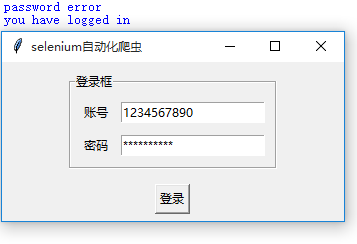 password error
you have logged in
selenium自动化爬虫
登录框
账号 1234567890
密码 **********
登录